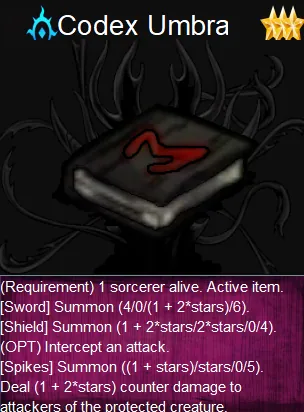 Codex Umbra
(Requirement) 1 sorcerer alive. Active item.
[Sword] Summon (4/0/(1 + 2*stars)/6).
[Shield] Summon (1 + 2*stars/2*stars/0/4).
(OPT) Intercept an attack.
[Spikes] Summon ((1 + stars)/stars/0/5).
Deal (1 + 2*stars) counter damage to
attackers of the protected creature.